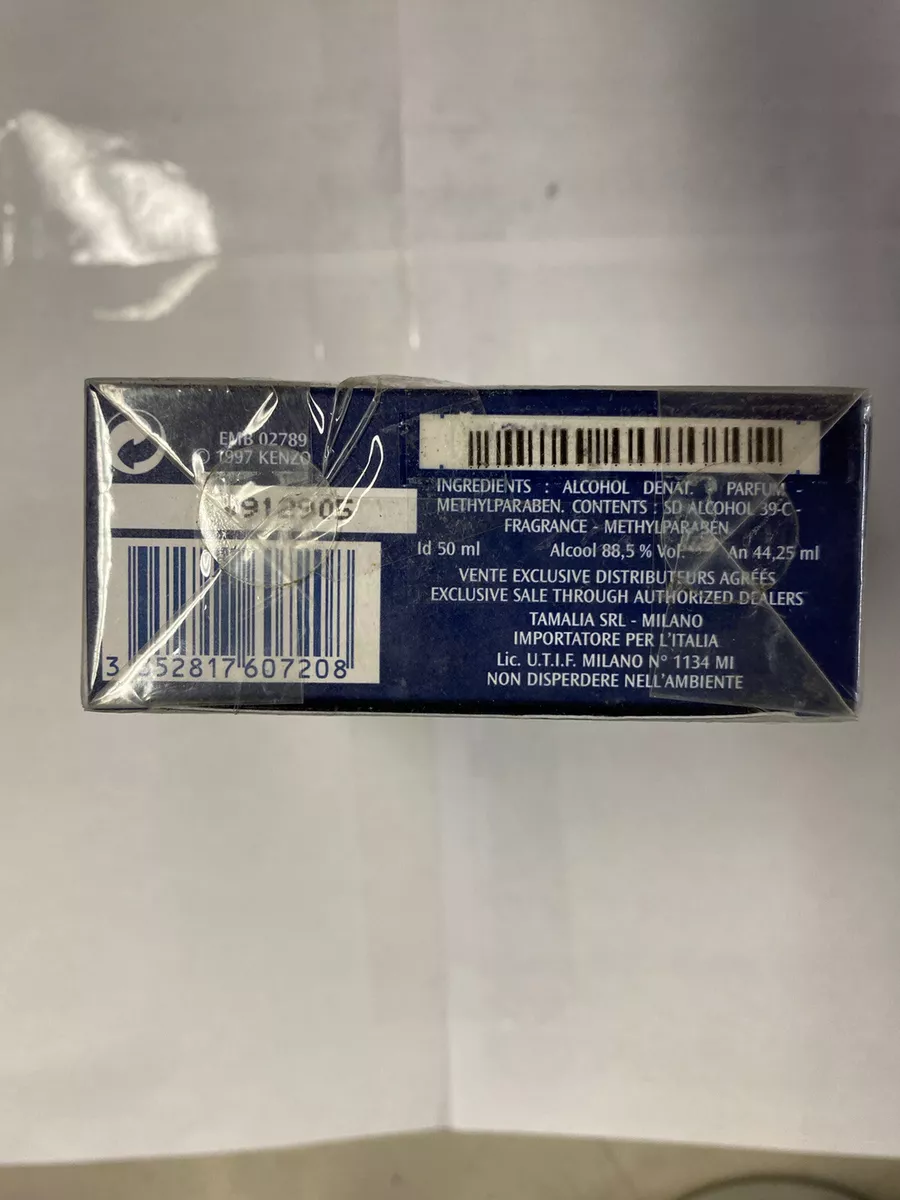 EMB 02789
© 1997 KENZO
INGREDIENTS : ALCOHOL DENAT. PARFUM
METHYLPARABEN. CONTENTS : SD ALCOHOL 39-C -
FRAGRANCE - METHYLPARABEN
Id 50 ml Alcool 88,5 % Vol. An 44,25 ml
VENTE EXCLUSIVE DISTRIBUTEURS AGRÉÉS
EXCLUSIVE SALE THROUGH AUTHORIZED DEALERS
TAMALIA SRL - MILANO
IMPORTATORE PER L'ITALIA
Lic. U.T.I.F. MILANO N° 1134 MI
NON DISPERDERE NELL'AMBIENTE
3 352817 607208